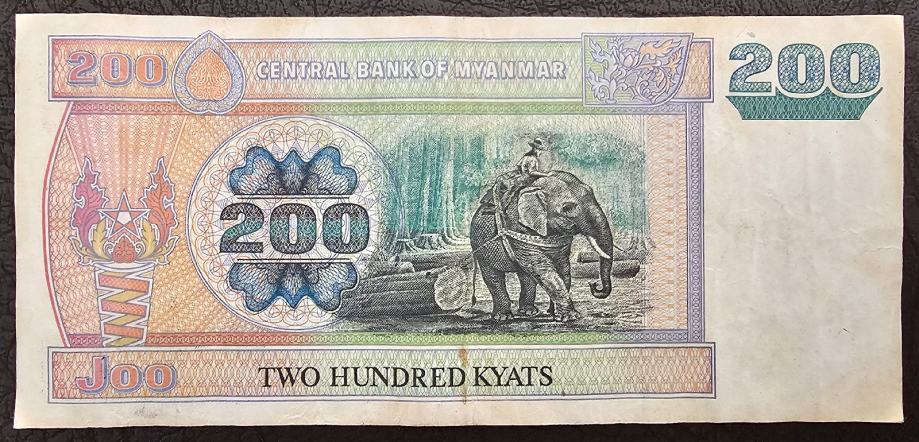 200 CENTRAL BANK OF MYANMAR 200
200
၂၀၀ TWO HUNDRED KYATS